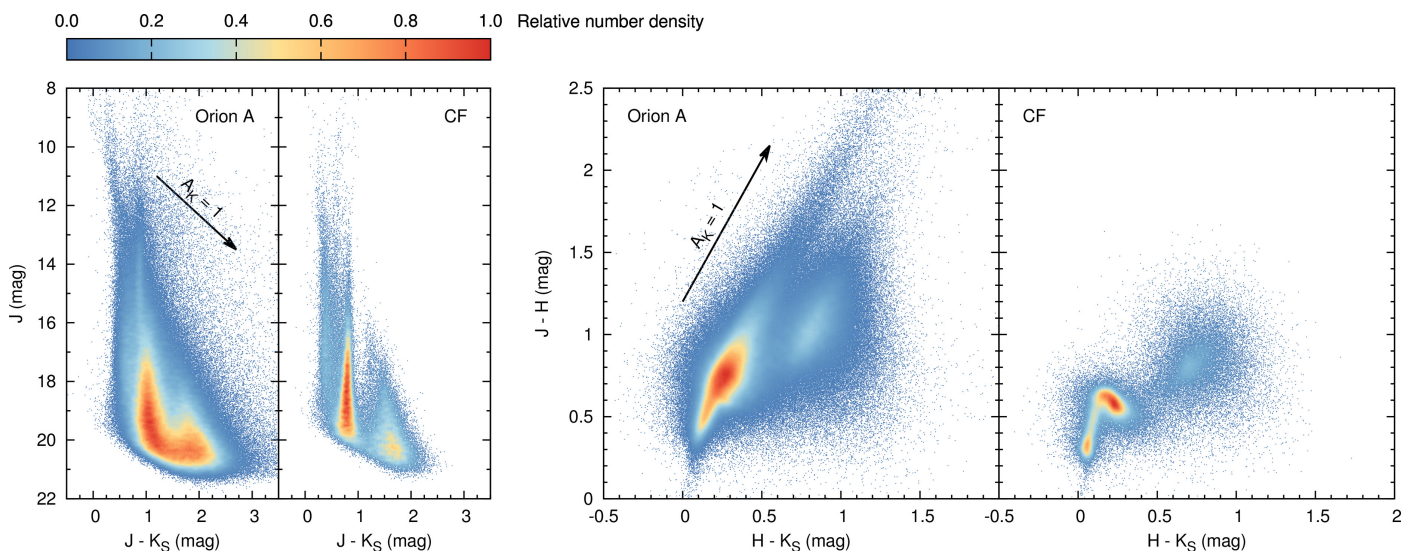 0.0 0.2 0.4 0.6 0.8 1.0 Relative number density
8
10
12
14
16
18
20
22
J (mag)
Orion A
A_K = 1
CF
0 1 2 3 0 1 2 3
J - K_S (mag) J - K_S (mag)
2.5
2
1.5
1
0.5
0
J - H (mag)
Orion A
A_K = 1
CF
-0.5 0 0.5 1 -0.5 0 0.5 1 1.5 2
H - K_S (mag) H - K_S (mag)